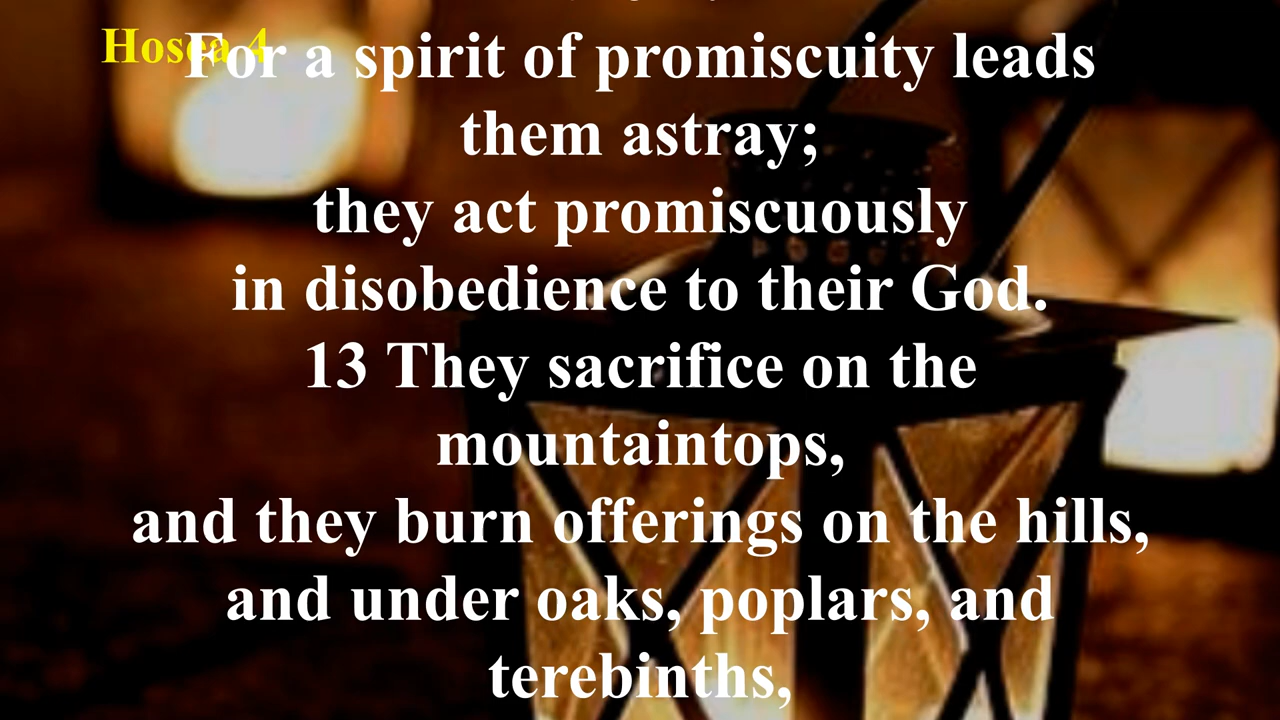 Hosea 4
For a spirit of promiscuity leads
them astray;
they act promiscuously
in disobedience to their God.
13 They sacrifice on the
mountaintops,
and they burn offerings on the hills,
and under oaks, poplars, and
terebinths,